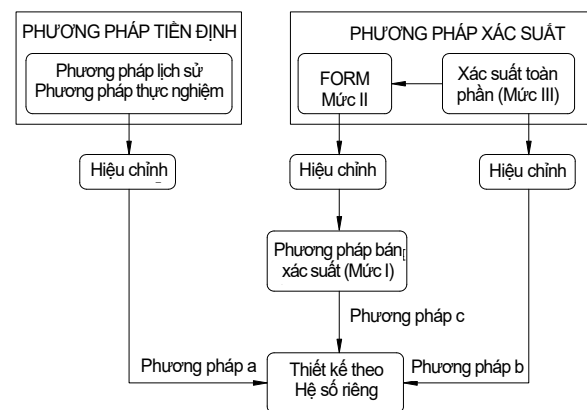 PHƯƠNG PHÁP TIỀN ĐỊNH
Phương pháp lịch sử
Phương pháp thực nghiệm
PHƯƠNG PHÁP XÁC SUẤT
FORM
Mức II
Xác suất toàn
phần (Mức III)
Hiệu chỉnh
Hiệu chỉnh
Hiệu chỉnh
Phương pháp bán
xác suất (Mức I)
Phương pháp c
Phương pháp a
Thiết kế theo
Hệ số riêng
Phương pháp b